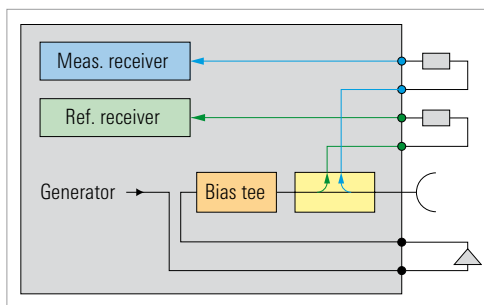 Meas. receiver
Ref. receiver
Generator
Bias tee